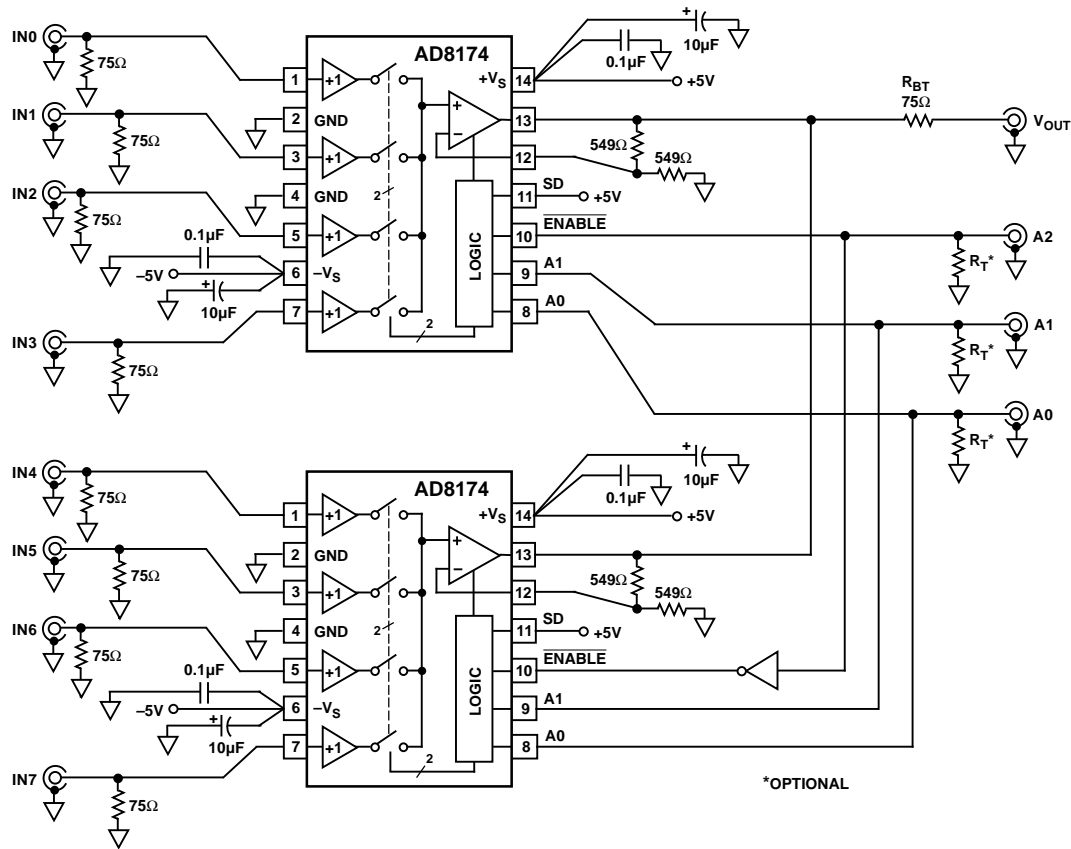 IN0
75Ω
IN1
75Ω
IN2
75Ω
0.1µF
–5V
10µF
+
IN3
75Ω
AD8174
1
+1
2
GND
3
+1
4
GND
2
5
+1
6
–VS
7
+1
2
LOGIC
+
–
+VS
14
13
12
11
SD
+5V
10
ENABLE
9
A1
8
A0
+
10µF
0.1µF
+5V
549Ω
549Ω
RBT
75Ω
VOUT
A2
RT*
A1
RT*
A0
RT*
IN4
75Ω
IN5
75Ω
IN6
75Ω
0.1µF
–5V
10µF
+
IN7
75Ω
AD8174
1
+1
2
GND
3
+1
4
GND
2
5
+1
6
–VS
7
+1
2
LOGIC
+
–
+VS
14
13
12
11
SD
+5V
10
ENABLE
9
A1
8
A0
+
10µF
0.1µF
+5V
549Ω
549Ω
*OPTIONAL